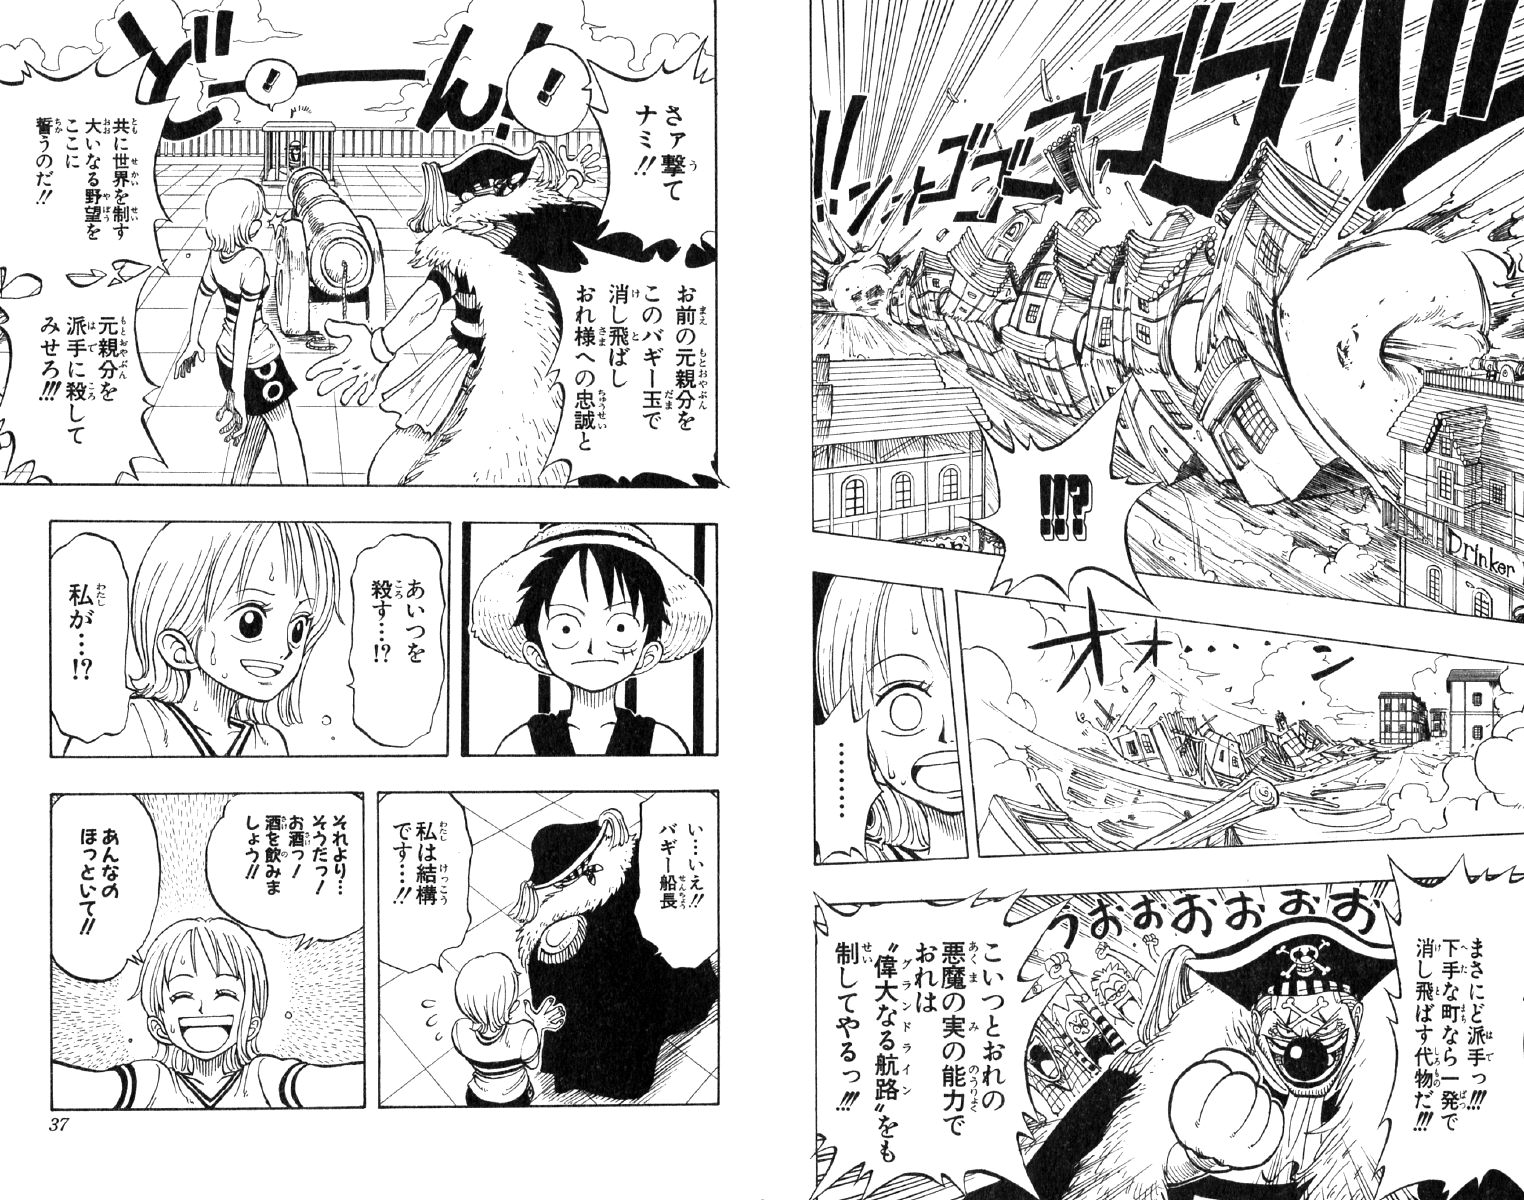 ドゴゴゴゴゴォン!!
!!?
Drinker
オオ・・・・・・
………
まさにど派手っ!!!!
下手な町なら一発で
消し飛ばす代物だ!!!!
うおおおおおお
こいつとおれの
悪魔の実の能力で
おれは
〝偉大なる航路〟をも
制してやるっ!!!!
どーん!!
!
!
さァ撃て
ナミ!!
お前の元親分を
このバギー玉で
消し飛ばし
おれ様への忠誠と
共に世界を制す
大いなる野望を
ここに
誓うのだ!!
元親分を
派手に殺して
みせろ!!!
あいつを
殺す…!?
私が…!?
い…いえ!!
バギー船長
私は結構
です…!!
それより…
そうだっ!
お酒っ!
酒を飲みま
しょう!!
あんなの
ほっといて!!
37